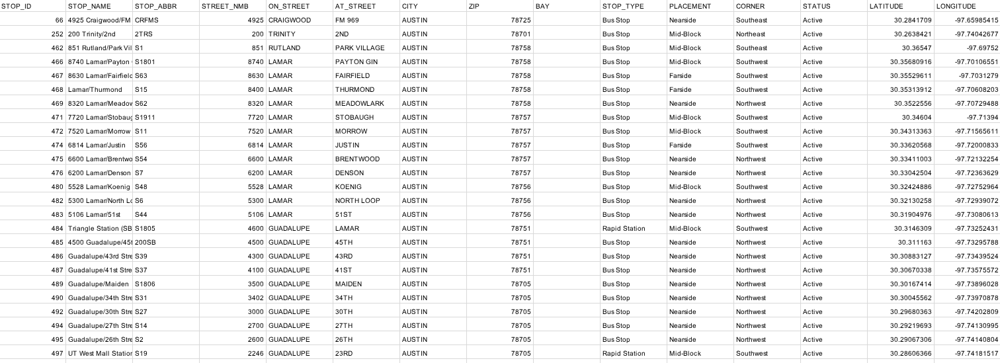 STOP_ID STOP_NAME STOP_ABBR STREET_NMB ON_STREET AT_STREET CITY ZIP BAY STOP_TYPE PLACEMENT CORNER STATUS LATITUDE LONGITUDE
66 4925 Craigwood/FM CRFMS 4925 CRAIGWOOD FM 969 AUSTIN 78725 Bus Stop Nearside Southeast Active 30.2841709 -97.65985415
252 200 Trinity/2nd 2TRS 200 TRINITY 2ND AUSTIN 78701 Bus Stop Mid-Block Northeast Active 30.2638421 -97.74042677
462 851 Rutland/Park Vil S1 851 RUTLAND PARK VILLAGE AUSTIN 78758 Bus Stop Mid-Block Southeast Active 30.36547 -97.69752
466 8740 Lamar/Payton S1801 8740 LAMAR PAYTON GIN AUSTIN 78758 Bus Stop Mid-Block Southwest Active 30.35680916 -97.70106551
467 8630 Lamar/Fairfield S63 8630 LAMAR FAIRFIELD AUSTIN 78758 Bus Stop Farside Southwest Active 30.35529611 -97.7031279
468 Lamar/Thurmond S15 8400 LAMAR THURMOND AUSTIN 78758 Bus Stop Farside Southwest Active 30.35313912 -97.70608203
469 8320 Lamar/Meadow S62 8320 LAMAR MEADOWLARK AUSTIN 78758 Bus Stop Nearside Northwest Active 30.3522556 -97.70729488
471 7720 Lamar/Stobaug S1911 7720 LAMAR STOBAUGH AUSTIN 78757 Bus Stop Mid-Block Southwest Active 30.34604 -97.71394
472 7520 Lamar/Morrow S11 7520 LAMAR MORROW AUSTIN 78757 Bus Stop Mid-Block Southwest Active 30.34313363 -97.71565611
474 6814 Lamar/Justin S56 6814 LAMAR JUSTIN AUSTIN 78757 Bus Stop Farside Southwest Active 30.33620568 -97.72000833
475 6600 Lamar/Brentwo S54 6600 LAMAR BRENTWOOD AUSTIN 78757 Bus Stop Nearside Northwest Active 30.33411003 -97.72132254
476 6200 Lamar/Denson S7 6200 LAMAR DENSON AUSTIN 78757 Bus Stop Nearside Northwest Active 30.33042504 -97.72363629
480 5528 Lamar/Koenig S48 5528 LAMAR KOENIG AUSTIN 78756 Bus Stop Mid-Block Southwest Active 30.32424886 -97.72752964
482 5300 Lamar/North Lo S6 5300 LAMAR NORTH LOOP AUSTIN 78756 Bus Stop Nearside Northwest Active 30.32130258 -97.72939072
483 5106 Lamar/51st S44 5106 LAMAR 51ST AUSTIN 78756 Bus Stop Nearside Northwest Active 30.31904976 -97.73080613
484 Triangle Station (SB S1805 4600 GUADALUPE LAMAR AUSTIN 78751 Rapid Station Mid-Block Southwest Active 30.3146309 -97.73252431
485 4500 Guadalupe/45t 200SB 4500 GUADALUPE 45TH AUSTIN 78751 Bus Stop Nearside Northwest Active 30.311163 -97.73295788
486 Guadalupe/43rd Stre S39 4300 GUADALUPE 43RD AUSTIN 78751 Bus Stop Nearside Northwest Active 30.30883127 -97.73439524
487 Guadalupe/41st Stre S37 4100 GUADALUPE 41ST AUSTIN 78751 Bus Stop Nearside Northwest Active 30.30670338 -97.73575572
489 Guadalupe/Maiden S1806 3500 GUADALUPE MAIDEN AUSTIN 78705 Bus Stop Nearside Northwest Active 30.30167414 -97.73896028
490 Guadalupe/34th Stre S31 3402 GUADALUPE 34TH AUSTIN 78705 Bus Stop Nearside Northwest Active 30.30045562 -97.73970878
492 Guadalupe/30th Stre S27 3000 GUADALUPE 30TH AUSTIN 78705 Bus Stop Nearside Northwest Active 30.29680363 -97.74202809
494 Guadalupe/27th Stre S14 2700 GUADALUPE 27TH AUSTIN 78705 Bus Stop Nearside Northwest Active 30.29219693 -97.74130995
495 Guadalupe/26th Stre S2 2600 GUADALUPE 26TH AUSTIN 78705 Bus Stop Nearside Northwest Active 30.29067306 -97.74140804
497 UT West Mall Station S19 2246 GUADALUPE 23RD AUSTIN 78705 Rapid Station Mid-Block Southwest Active 30.28606366 -97.74181517